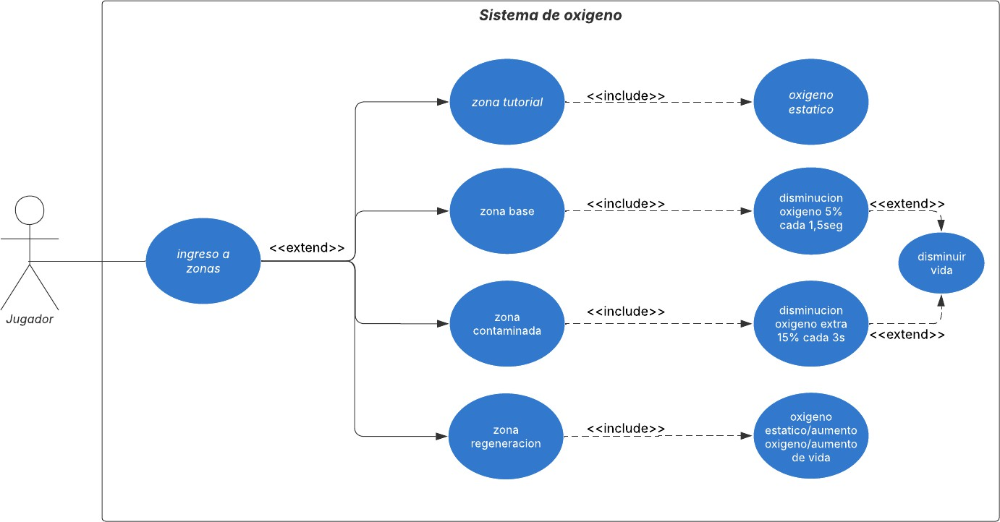 Sistema de oxigeno
zona tutorial
<<include>>
oxigeno
estatico
zona base
<<include>>
disminucion
oxigeno 5%
cada 1,5seg
<<extend>>
Jugador
ingreso a
zonas
<<extend>>
disminuir
vida
zona
contaminada
<<include>>
disminucion
oxigeno extra
15% cada 3s
<<extend>>
zona
regeneracion
<<include>>
oxigeno
estatico/aumento
oxigeno/aumento
de vida